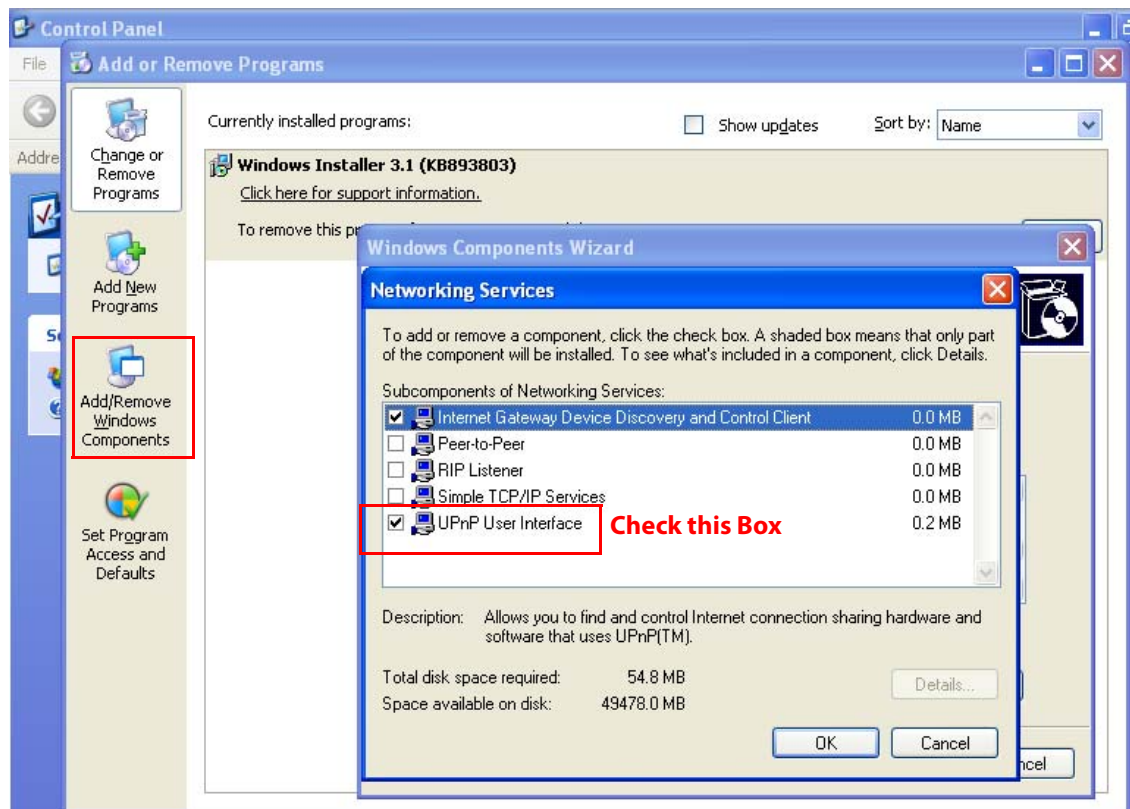 Control Panel
File
Add or Remove Programs
Addre
Change or
Remove
Programs
Currently installed programs:
Show updates
Sort by:
Name
Windows Installer 3.1 (KB893803)
Click here for support information.
To remove this
Add New
Programs
Add/Remove
Windows
Components
Set Program
Access and
Defaults
Windows Components Wizard
Networking Services
To add or remove a component, click the check box. A shaded box means that only part
of the component will be installed. To see what's included in a component, click Details.
Subcomponents of Networking Services:
Internet Gateway Device Discovery and Control Client 0.0 MB
Peer-to-Peer 0.0 MB
RIP Listener 0.0 MB
Simple TCP/IP Services 0.0 MB
UPnP User Interface 0.2 MB
Check this Box
Description: Allows you to find and control Internet connection sharing hardware and
software that uses UPnP(TM).
Total disk space required: 54.8 MB
Space available on disk: 49478.0 MB
Details...
OK
Cancel
ncel